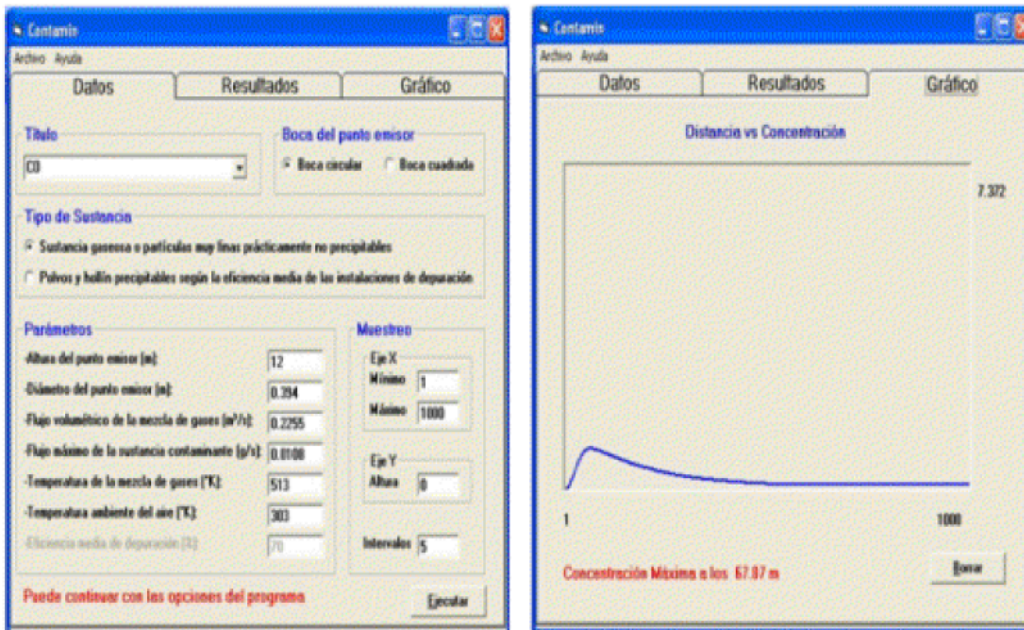 Contamin
Archivo Ayuda
Datos Resultados Gráfico
Título
CO
Boca del punto emisor
Boca circular Boca cuadrada
Tipo de Sustancia
Sustancia gaseosa o partículas muy finas prácticamente no precipitables
Polvos y hollín precipitables según la eficiencia media de las instalaciones de depuración
Parámetros
-Altura del punto emisor [m]: 12
-Diámetro del punto emisor [m]: 0.394
-Flujo volumétrico de la mezcla de gases [m³/s]: 0.2255
-Flujo máximo de la sustancia contaminante [g/s]: 0.0108
-Temperatura de la mezcla de gases [°K]: 513
-Temperatura ambiente del aire [°K]: 303
-Eficiencia media de depuración [%]: 70
Muestreo
Eje X
Mínimo 1
Máximo 1000
Eje Y
Altura 0
Intervalos 5
Puede continuar con las opciones del programa
Ejecutar
Contamin
Archivo Ayuda
Datos Resultados Gráfico
Distancia vs Concentración
7.372
1 1000
Concentración Máxima a los 67.07 m
Borrar